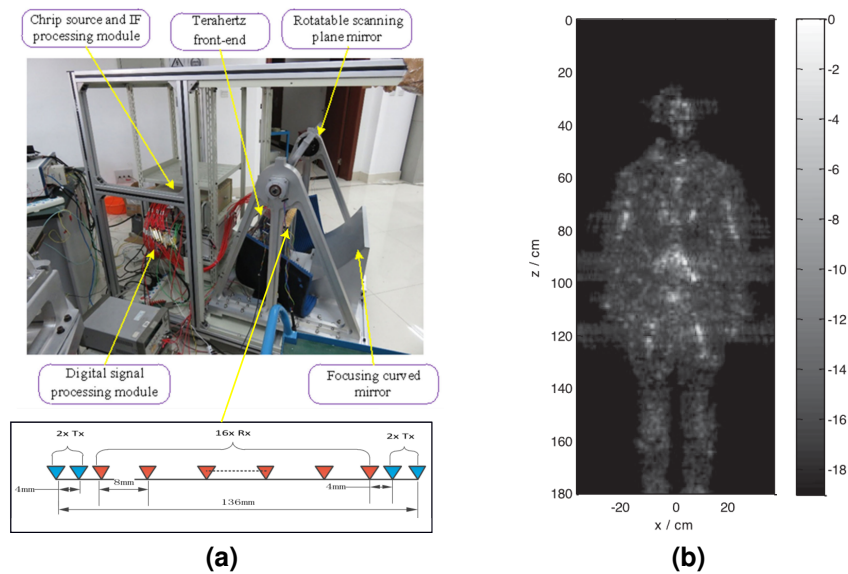 Chrip source and IF
processing module
Terahertz
front-end
Rotatable scanning
plane mirror
Digital signal
processing module
Focusing curved
mirror
2x Tx
16x Rx
2x Tx
4mm
8mm
4mm
136mm
(a)
0
20
40
60
80
100
120
140
160
180
z / cm
-20
0
20
x / cm
0
-2
-4
-6
-8
-10
-12
-14
-16
-18
(b)